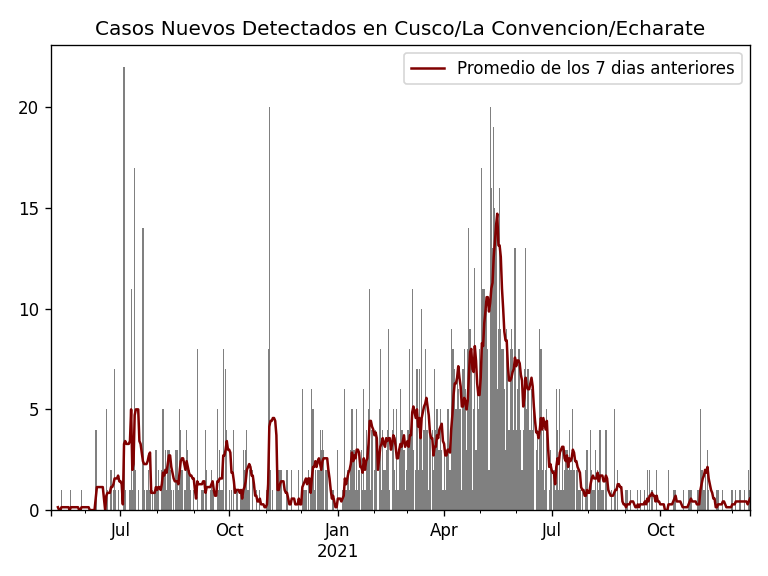 Casos Nuevos Detectados en Cusco/La Convencion/Echarate
Promedio de los 7 dias anteriores
20
15
10
5
0
Jul
Oct
Jan
2021
Apr
Jul
Oct